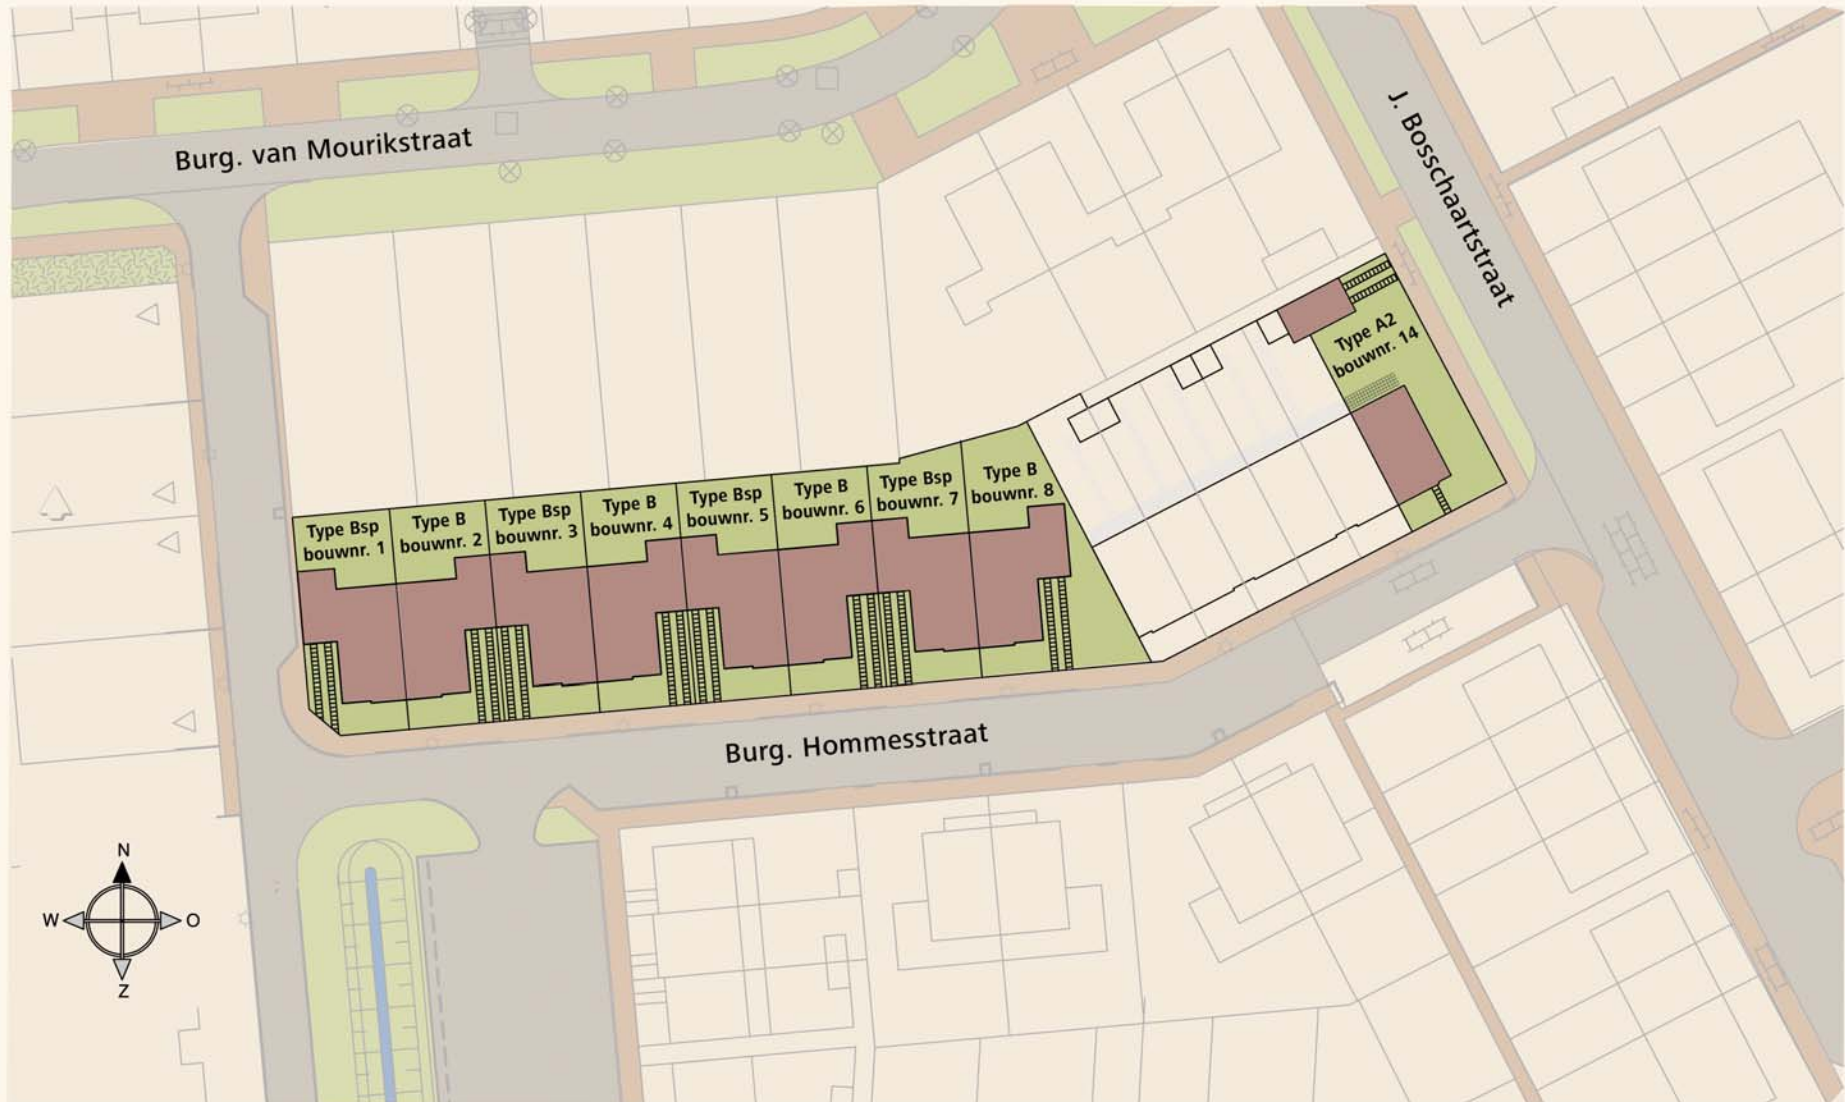 Burg. van Mourikstraat
J. Bosschaartstraat
Type A2
bouwnr. 14
Type Bsp
bouwnr. 1
Type B
bouwnr. 2
Type Bsp
bouwnr. 3
Type B
bouwnr. 4
Type Bsp
bouwnr. 5
Type B
bouwnr. 6
Type Bsp
bouwnr. 7
Type B
bouwnr. 8
Burg. Hommesstraat
N
W
O
Z